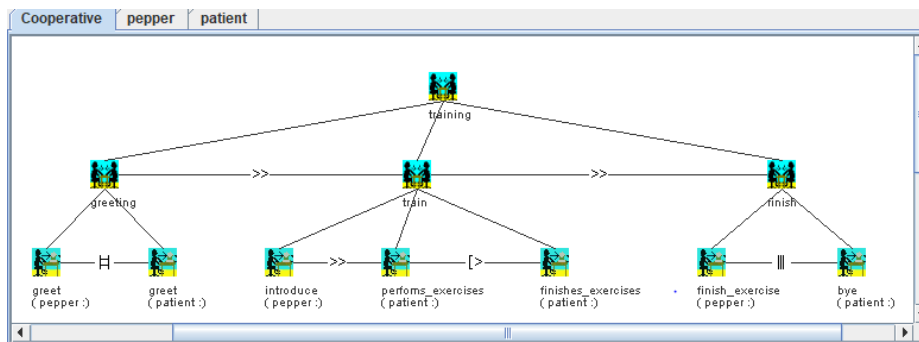 Cooperative pepper patient
training
>> >>
greeting train finish
H >> [> |||
greet greet introduce perfoms_exercises finishes_exercises finish_exercise bye
( pepper :) ( patient :) ( pepper :) ( patient :) ( patient :) ( pepper :) ( patient :)